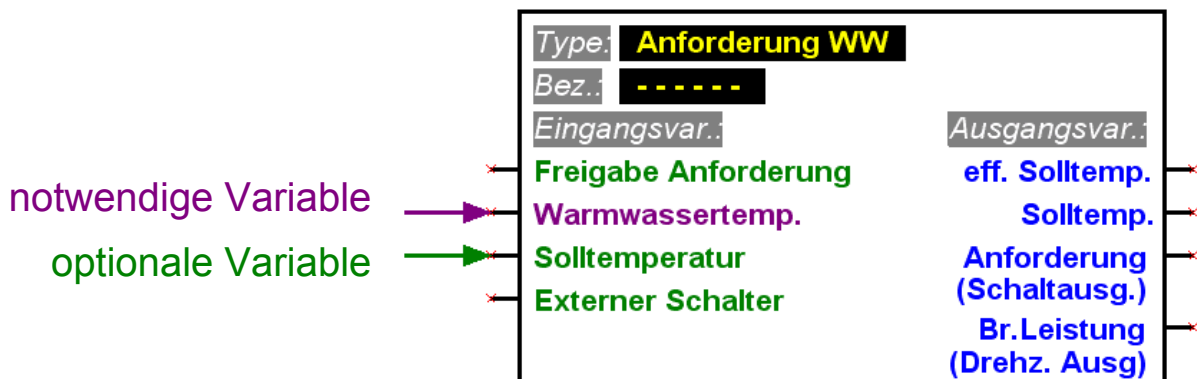 Type: Anforderung WW
Bez.: - - - - - -
Eingangsvar.: Ausgangsvar.:
Freigabe Anforderung eff. Solltemp.
notwendige Variable Warmwassertemp. Solltemp.
optionale Variable Solltemperatur Anforderung
(Schaltausg.)
Externer Schalter
Br.Leistung
(Drehz. Ausg)